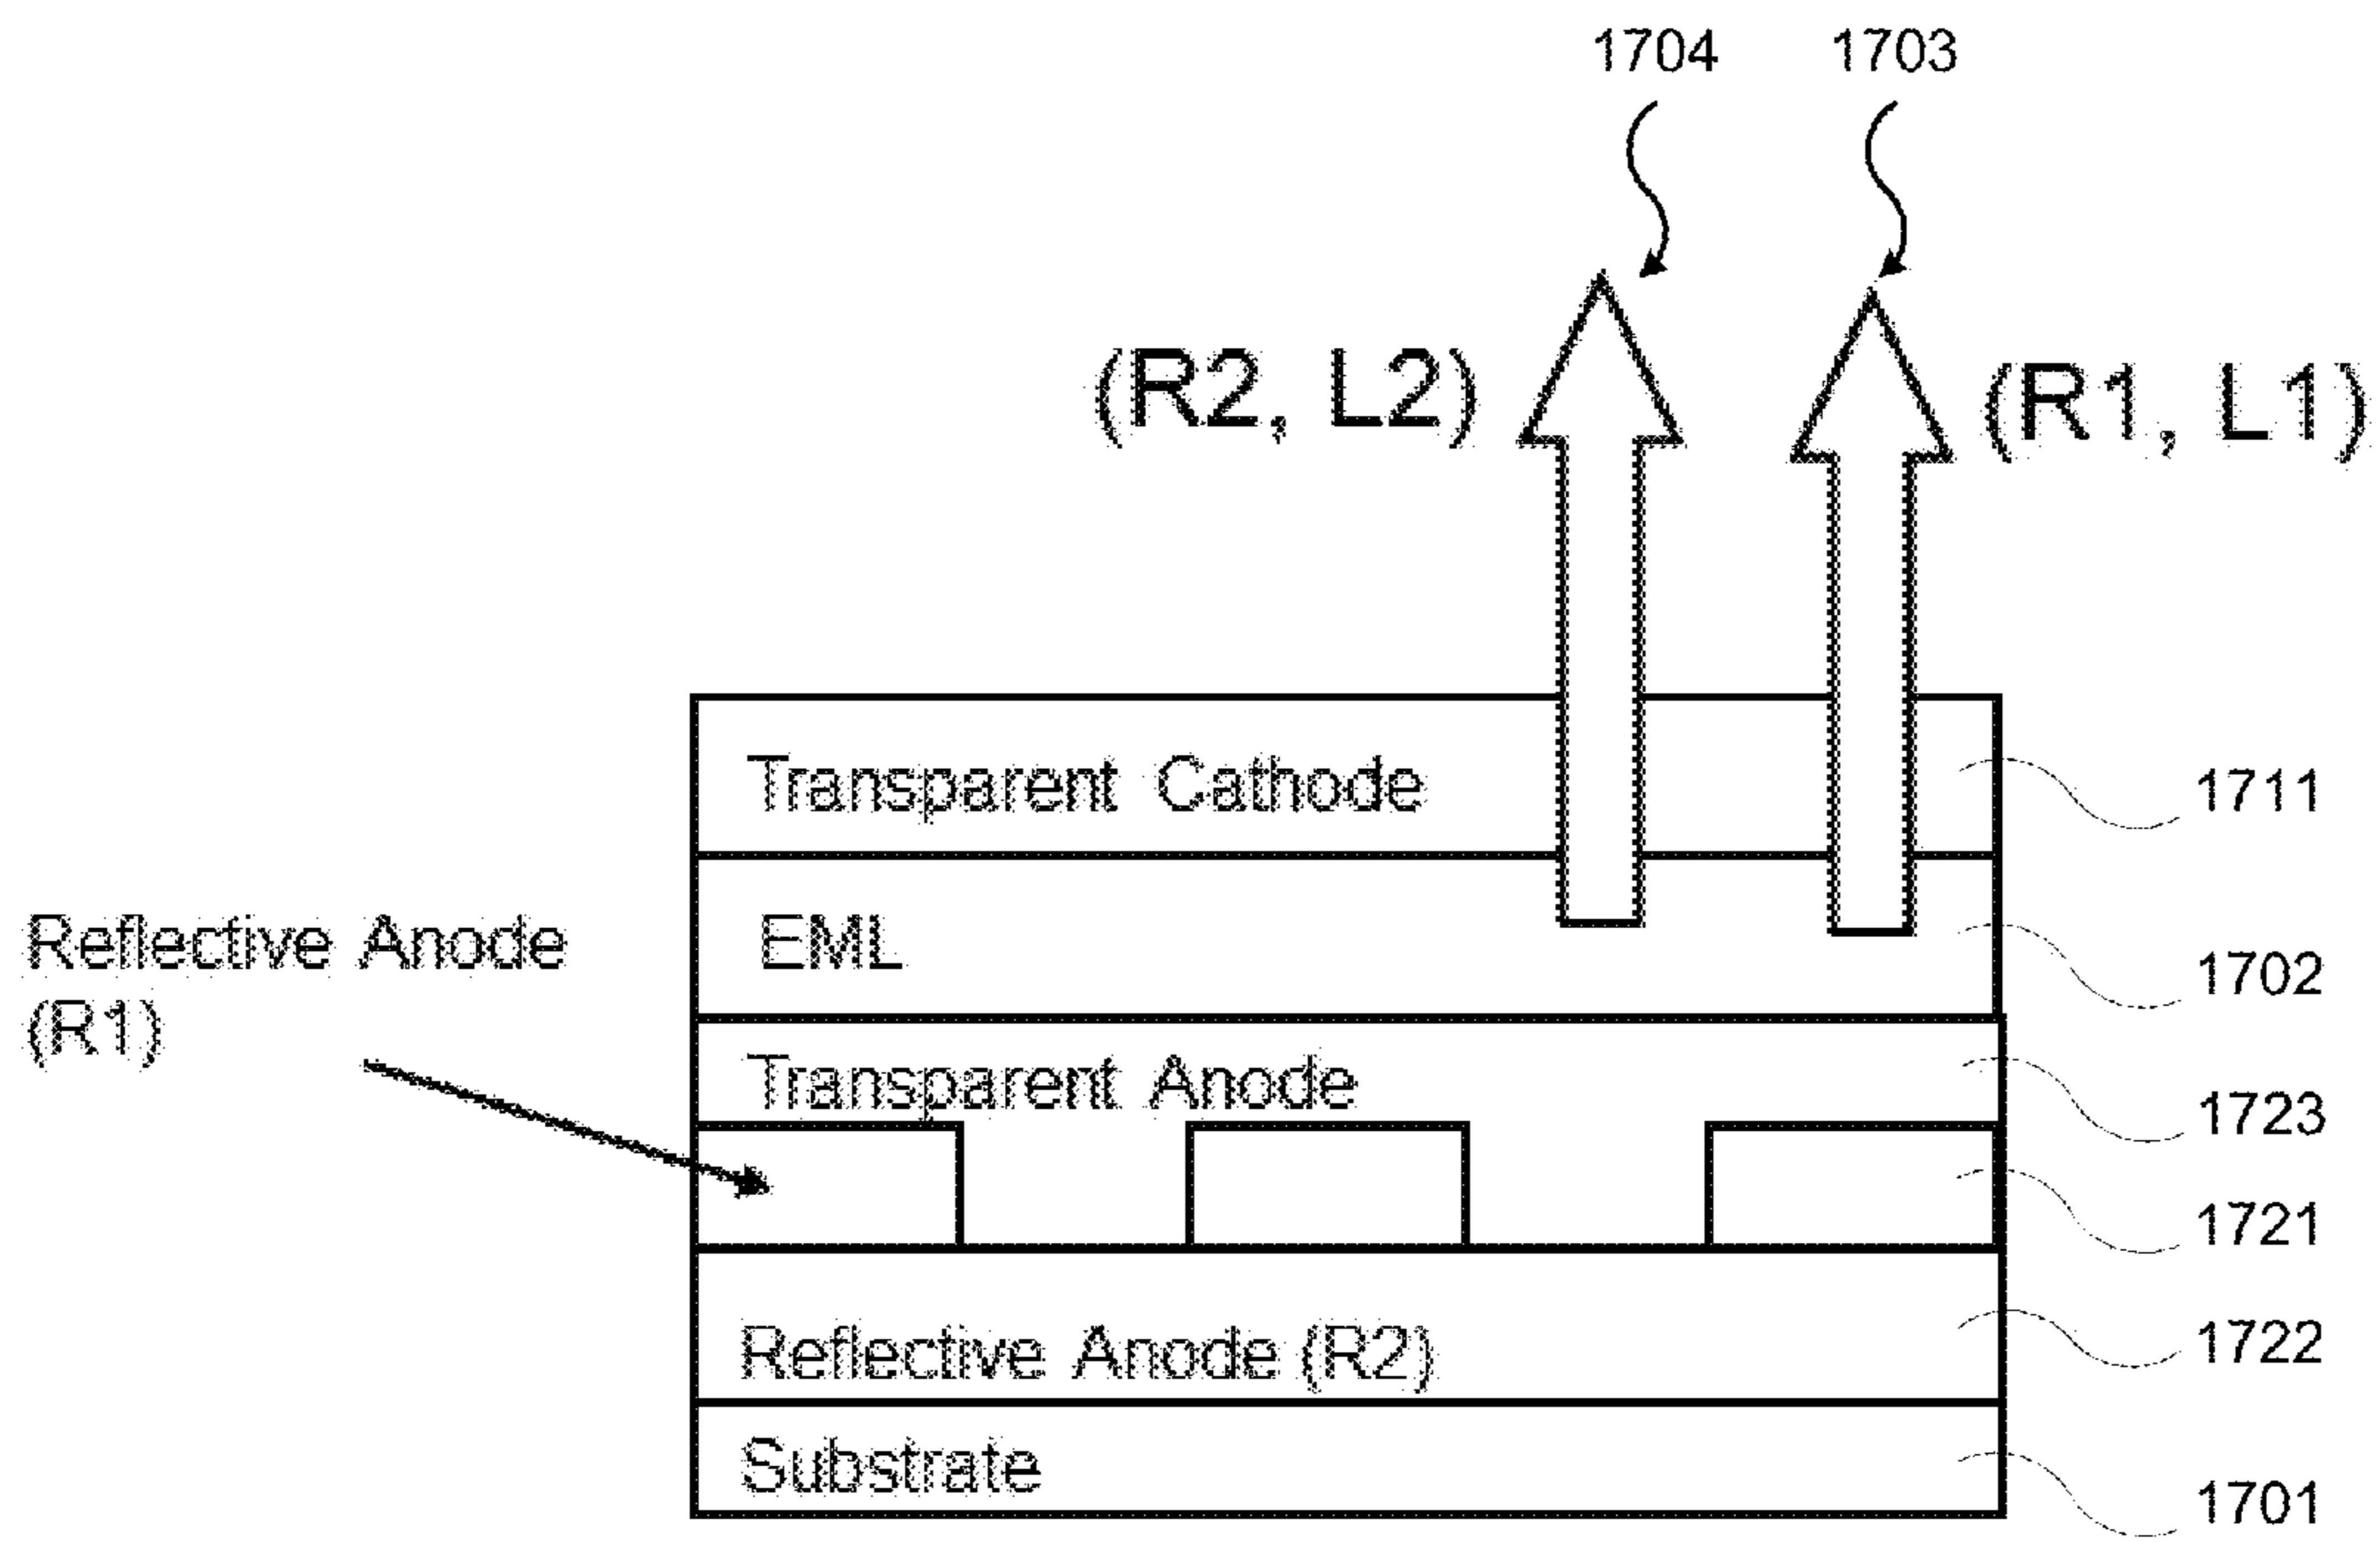 1704 1703
(R2, L2) (R1, L1)
Transparent Cathode 1711
Reflective Anode
(R1)
EML 1702
Transparent Anode 1723
1721
Reflective Anode (R2) 1722
Substrate 1701